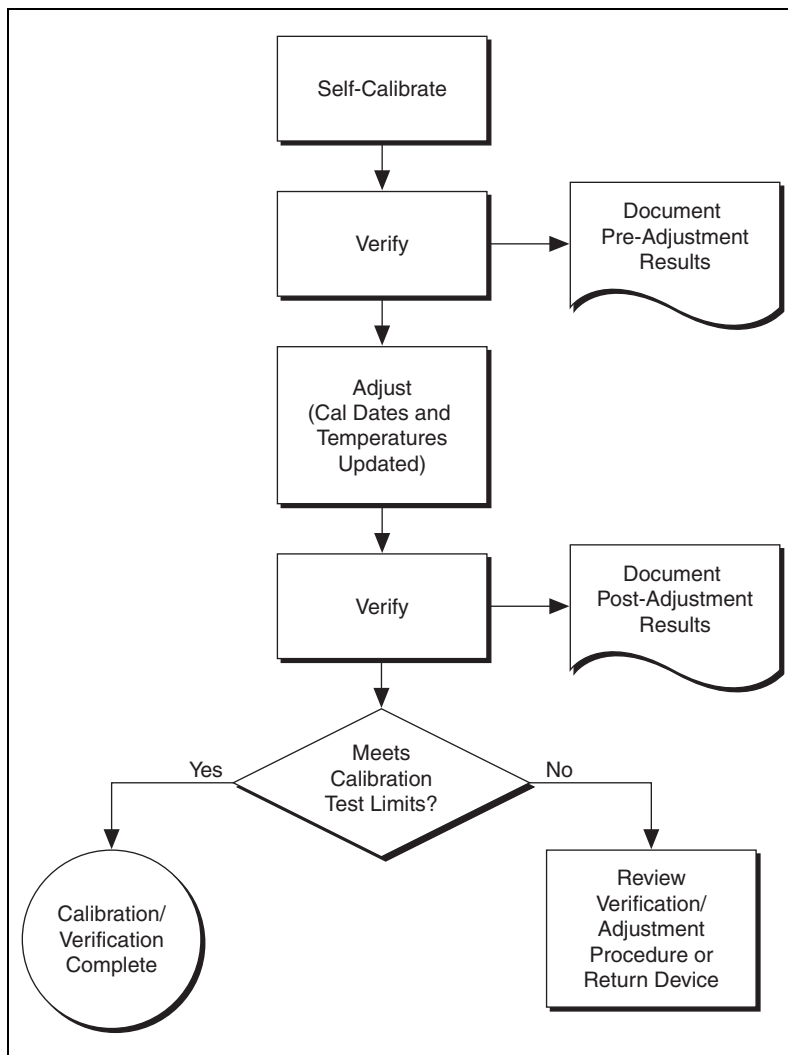 Self-Calibrate
Verify
Document
Pre-Adjustment
Results
Adjust
(Cal Dates and
Temperatures
Updated)
Verify
Document
Post-Adjustment
Results
Meets
Calibration
Test Limits?
Yes
No
Calibration/
Verification
Complete
Review
Verification/
Adjustment
Procedure or
Return Device